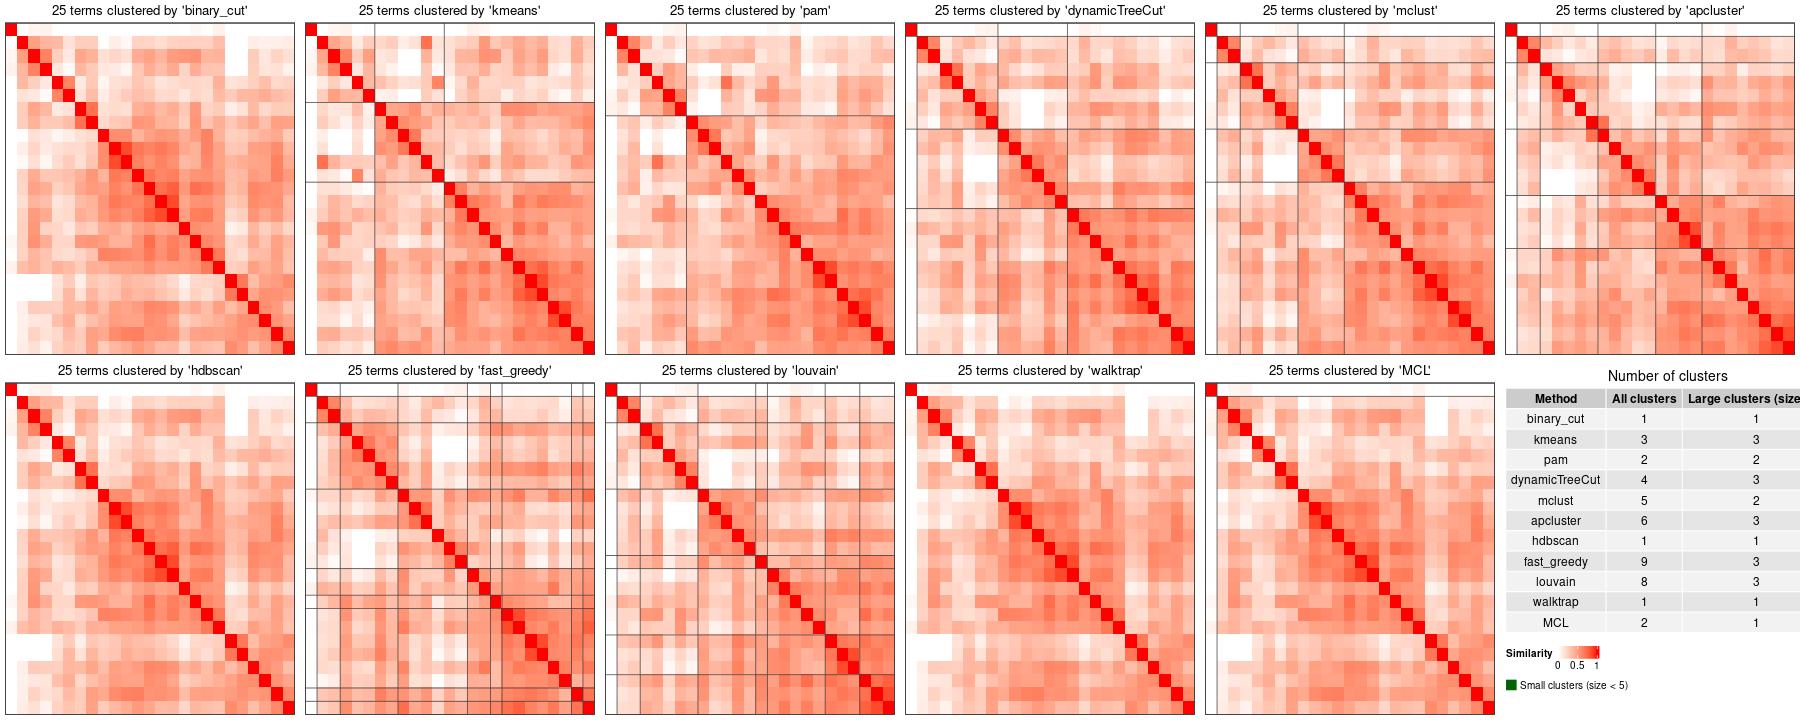 25 terms clustered by 'binary_cut'
25 terms clustered by 'kmeans'
25 terms clustered by 'pam'
25 terms clustered by 'dynamicTreeCut'
25 terms clustered by 'mclust'
25 terms clustered by 'apcluster'
25 terms clustered by 'hdbscan'
25 terms clustered by 'fast_greedy'
25 terms clustered by 'louvain'
25 terms clustered by 'walktrap'
25 terms clustered by 'MCL'
Number of clusters
Method All clusters Large clusters (size
binary_cut 1 1
kmeans 3 3
pam 2 2
dynamicTreeCut 4 3
mclust 5 2
apcluster 6 3
hdbscan 1 1
fast_greedy 9 3
louvain 8 3
walktrap 1 1
MCL 2 1
Similarity
0 0.5 1
Small clusters (size < 5)